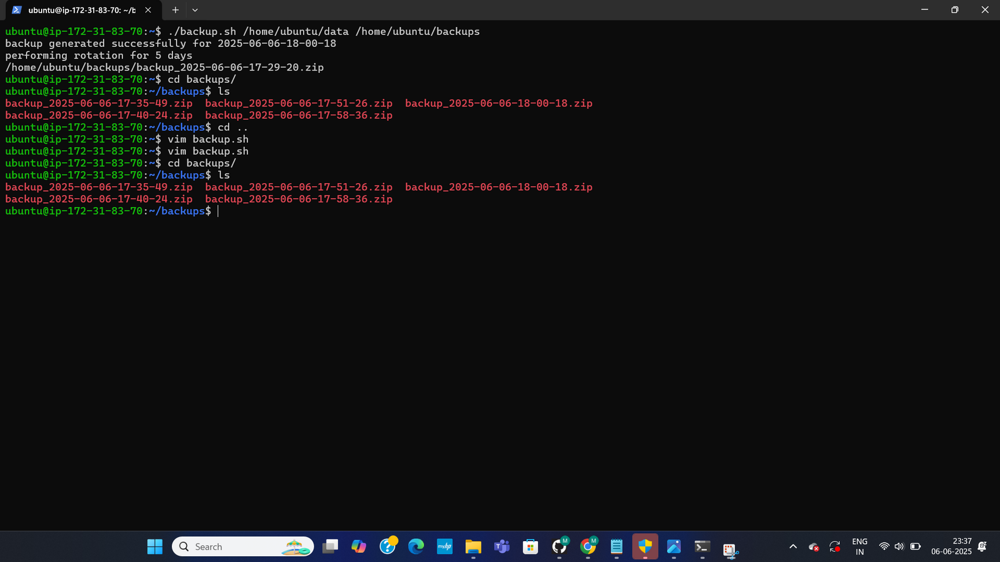 ubuntu@ip-172-31-83-70: ~/b
ubuntu@ip-172-31-83-70:~$ ./backup.sh /home/ubuntu/data /home/ubuntu/backups
backup generated successfully for 2025-06-06-18-00-18
performing rotation for 5 days
/home/ubuntu/backups/backup_2025-06-06-17-29-20.zip
ubuntu@ip-172-31-83-70:~$ cd backups/
ubuntu@ip-172-31-83-70:~/backups$ ls
backup_2025-06-06-17-35-49.zip  backup_2025-06-06-17-51-26.zip  backup_2025-06-06-18-00-18.zip
backup_2025-06-06-17-40-24.zip  backup_2025-06-06-17-58-36.zip
ubuntu@ip-172-31-83-70:~/backups$ cd ..
ubuntu@ip-172-31-83-70:~$ vim backup.sh
ubuntu@ip-172-31-83-70:~$ vim backup.sh
ubuntu@ip-172-31-83-70:~$ cd backups/
ubuntu@ip-172-31-83-70:~/backups$ ls
backup_2025-06-06-17-35-49.zip  backup_2025-06-06-17-51-26.zip  backup_2025-06-06-18-00-18.zip
backup_2025-06-06-17-40-24.zip  backup_2025-06-06-17-58-36.zip
ubuntu@ip-172-31-83-70:~/backups$
Search
myhp
M
M
ENG
IN
23:37
06-06-2025